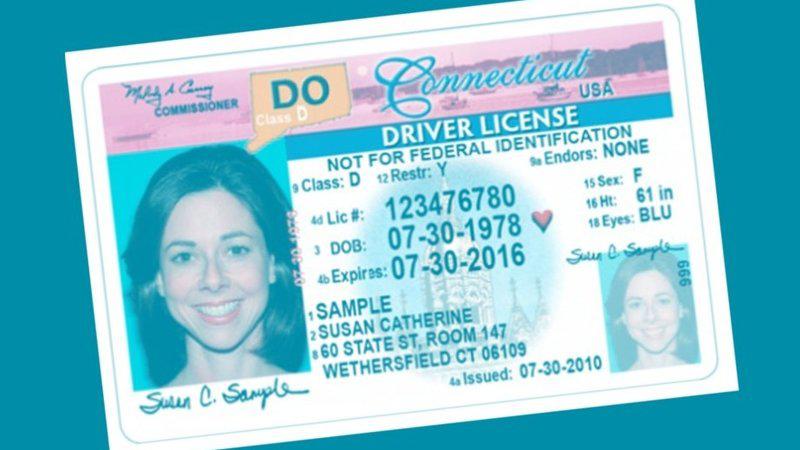 COMMISSIONER
DO
Class D
Connecticut
USA
DRIVER LICENSE
NOT FOR FEDERAL IDENTIFICATION
9 Class: D 12 Restr: Y 9a Endors: NONE
4d Lic #: 123476780
15 Sex: F
3 DOB: 07-30-1978
16 Ht: 61 in
4b Expires: 07-30-2016
18 Eyes: BLU
Susan C. Sample
1 SAMPLE
2 SUSAN CATHERINE
8 60 STATE ST, ROOM 147
WETHERSFIELD CT 06109
4a Issued: 07-30-2010
Susan C. Sample
07-30-1978
666